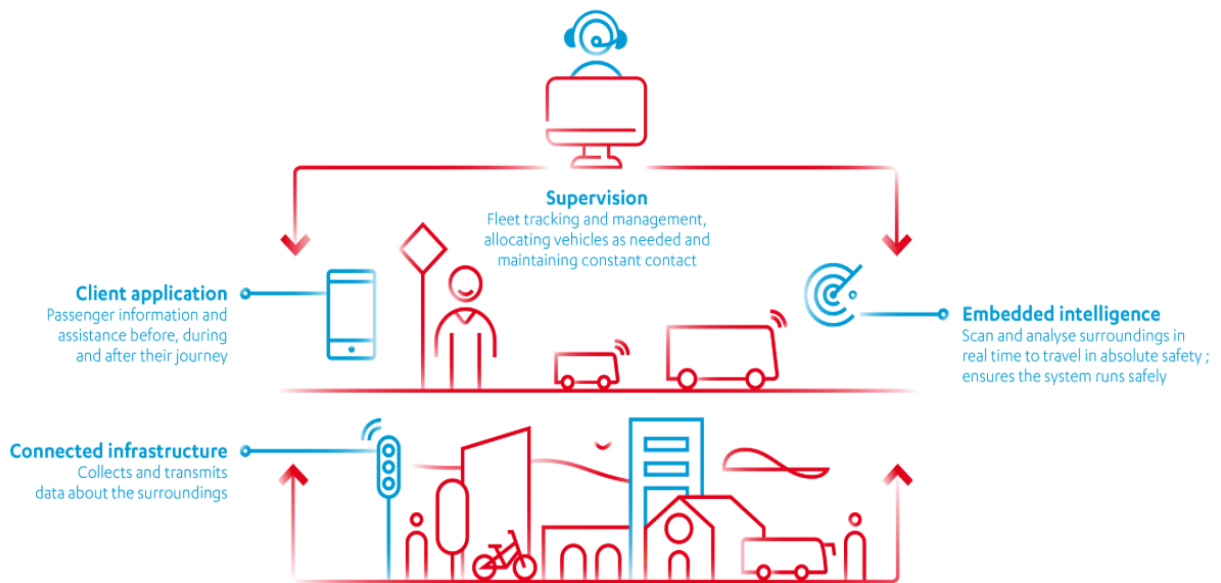 Supervision
Fleet tracking and management,
allocating vehicles as needed and
maintaining constant contact
Client application
Passenger information and
assistance before, during
and after their journey
Embedded intelligence
Scan and analyse surroundings in
real time to travel in absolute safety ;
ensures the system runs safely
Connected infrastructure
Collects and transmits
data about the surroundings